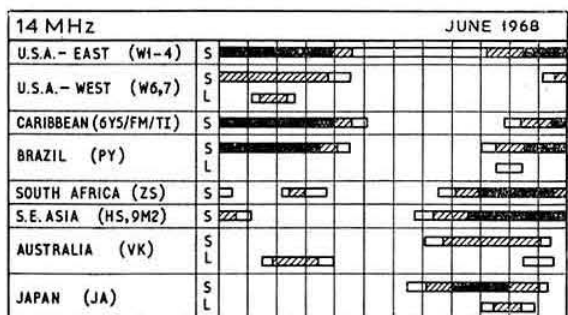 14 MHz JUNE 1968
U.S.A.- EAST (W1-4) S
U.S.A.- WEST (W6,7) S
L
CARIBBEAN (6Y5/FM/TI) S
BRAZIL (PY) S
L
SOUTH AFRICA (ZS) S
S.E. ASIA (HS,9M2) S
AUSTRALIA (VK) S
L
JAPAN (JA) S
L